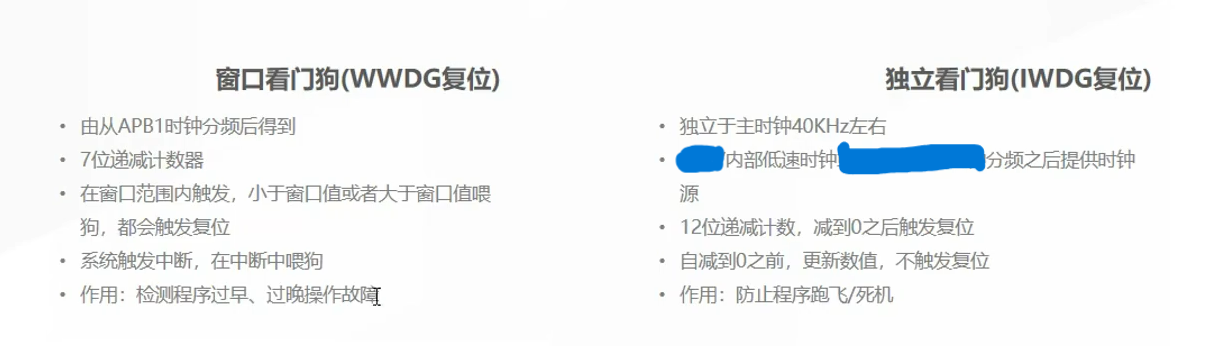 窗口看门狗(WWDG复位)
• 由从APB1时钟分频后得到
• 7位递减计数器
• 在窗口范围内触发，小于窗口值或者大于窗口值喂
狗，都会触发复位
• 系统触发中断，在中断中喂狗
• 作用：检测程序过早、过晚操作故障
独立看门狗(IWDG复位)
• 独立于主时钟40KHz左右
• 内部低速时钟 分频之后提供时钟
源
• 12位递减计数，减到0之后触发复位
• 自减到0之前，更新数值，不触发复位
• 作用：防止程序跑飞/死机